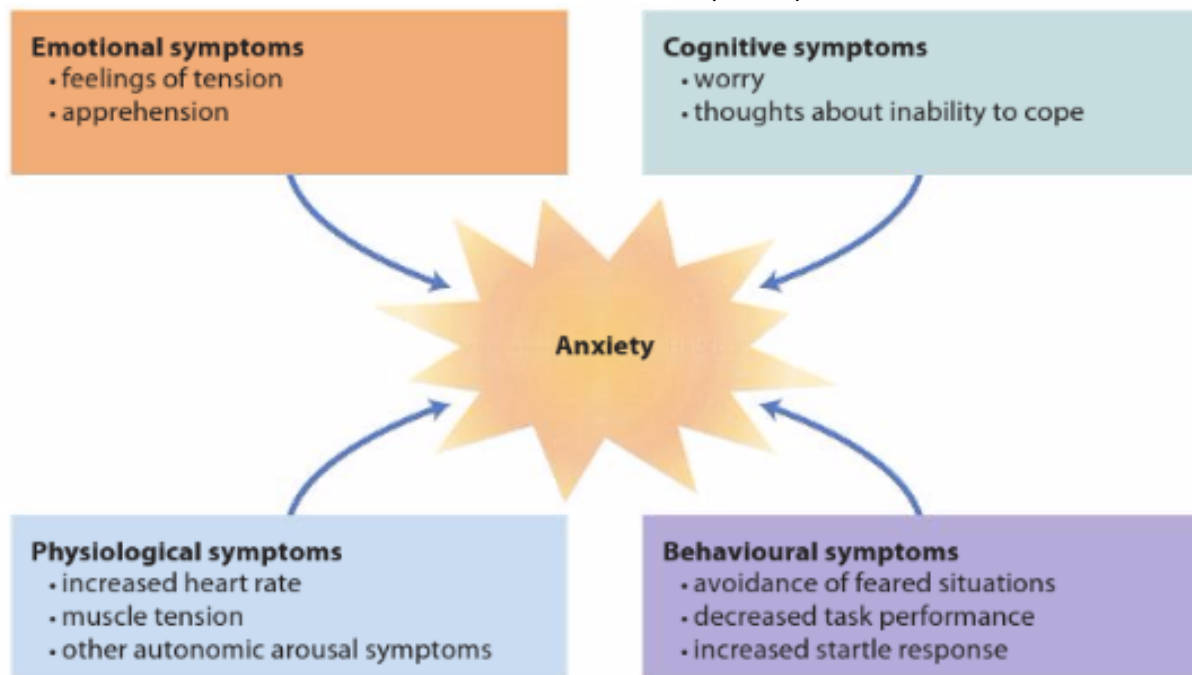 Emotional symptoms
• feelings of tension
• apprehension
Cognitive symptoms
• worry
• thoughts about inability to cope
Anxiety
Physiological symptoms
• increased heart rate
• muscle tension
• other autonomic arousal symptoms
Behavioural symptoms
• avoidance of feared situations
• decreased task performance
• increased startle response